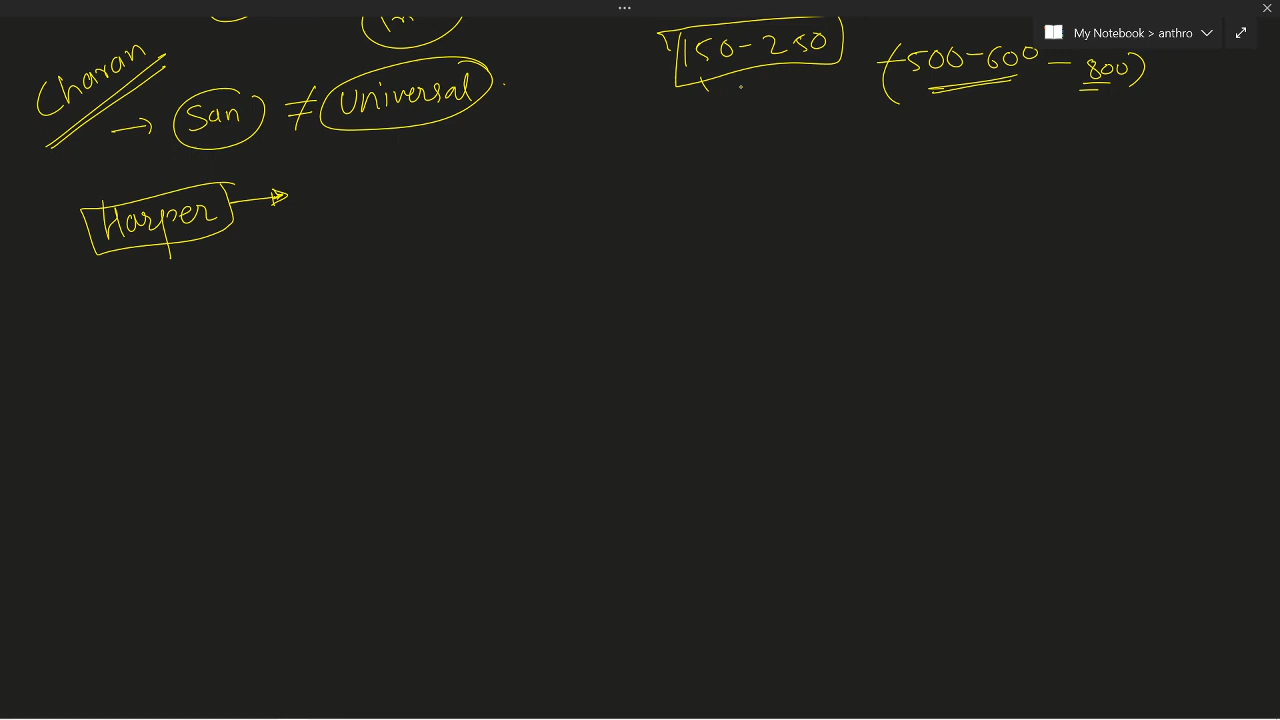 150-250
(500-600 - 800)
Charan
→ San ≠ Universal
Harper →
My Notebook > anthro